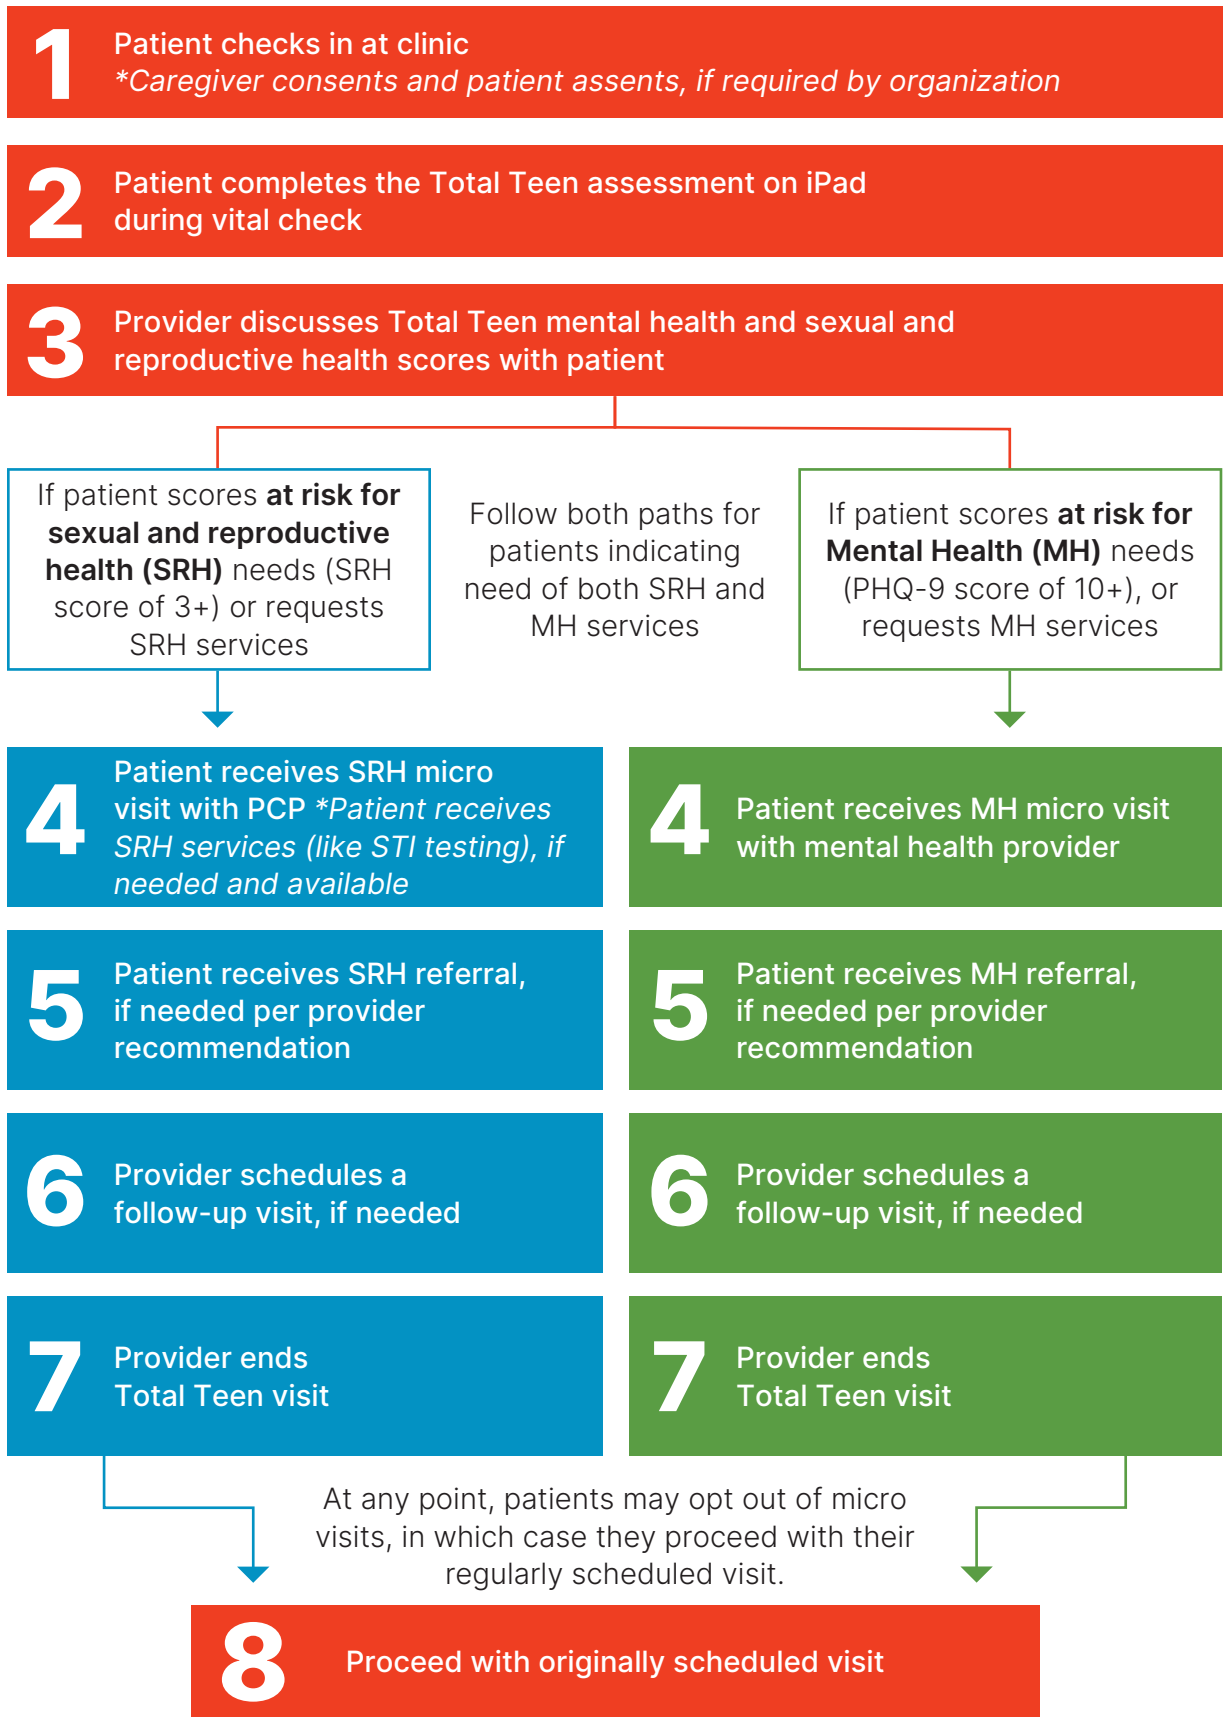 1
Patient checks in at clinic
*Caregiver consents and patient assents, if required by organization
2
Patient completes the Total Teen assessment on iPad
during vital check
3
Provider discusses Total Teen mental health and sexual and
reproductive health scores with patient
If patient scores at risk for
sexual and reproductive
health (SRH) needs (SRH
score of 3+) or requests
SRH services
Follow both paths for
patients indicating
need of both SRH and
MH services
If patient scores at risk for
Mental Health (MH) needs
(PHQ-9 score of 10+), or
requests MH services
4
Patient receives SRH micro
visit with PCP *Patient receives
SRH services (like STI testing), if
needed and available
4
Patient receives MH micro visit
with mental health provider
5
Patient receives SRH referral,
if needed per provider
recommendation
5
Patient receives MH referral,
if needed per provider
recommendation
6
Provider schedules a
follow-up visit, if needed
6
Provider schedules a
follow-up visit, if needed
7
Provider ends
Total Teen visit
7
Provider ends
Total Teen visit
At any point, patients may opt out of micro
visits, in which case they proceed with their
regularly scheduled visit.
8
Proceed with originally scheduled visit